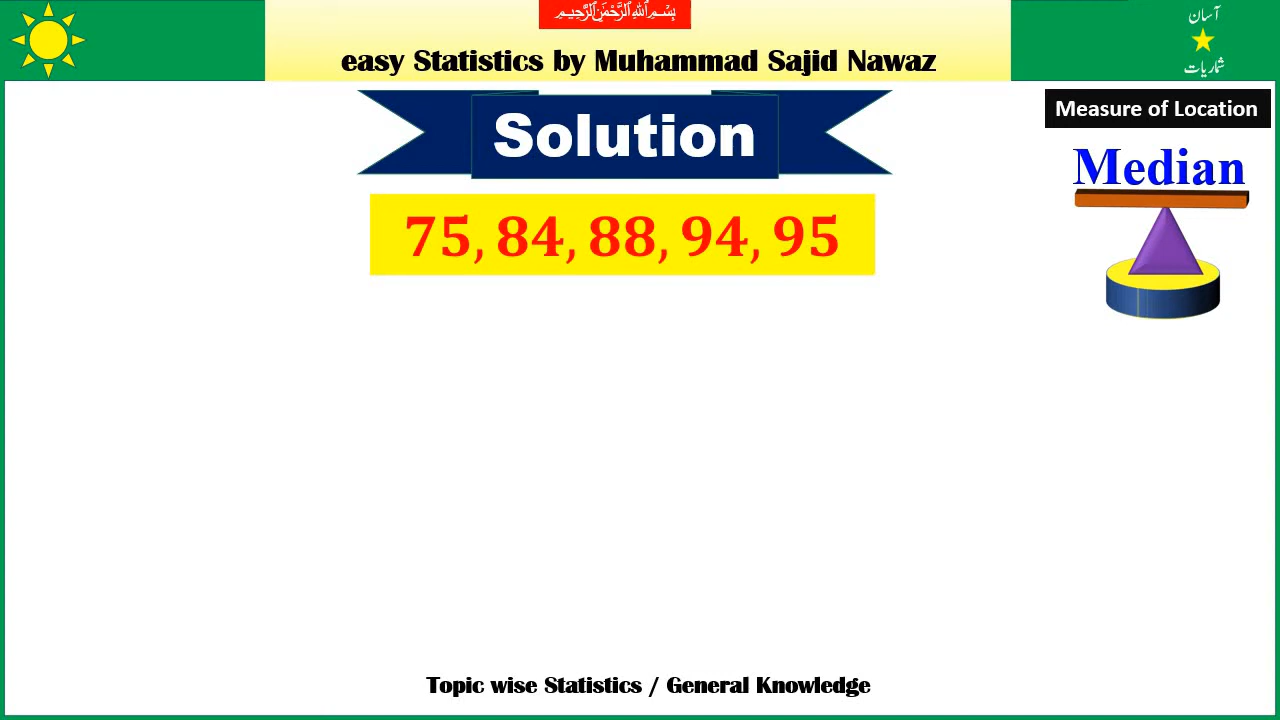 بِسْمِ اللهِ الرَّحْمٰنِ الرَّحِيْمِ
easy Statistics by Muhammad Sajid Nawaz
آسان
شماریات
Solution
Measure of Location
Median
75, 84, 88, 94, 95
Topic wise Statistics / General Knowledge